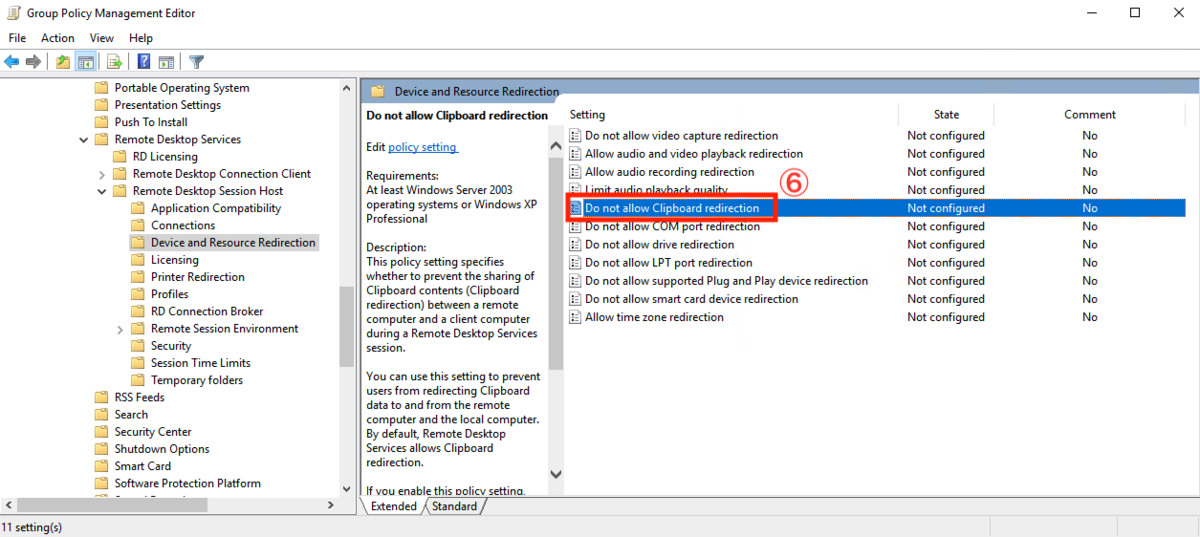 Group Policy Management Editor
File Action View Help
Portable Operating System
Presentation Settings
Push To Install
Remote Desktop Services
RD Licensing
Remote Desktop Connection Client
Remote Desktop Session Host
Application Compatibility
Connections
Device and Resource Redirection
Licensing
Printer Redirection
Profiles
RD Connection Broker
Remote Session Environment
Security
Session Time Limits
Temporary folders
RSS Feeds
Search
Security Center
Shutdown Options
Smart Card
Software Protection Platform
Device and Resource Redirection
Do not allow Clipboard redirection
Edit policy setting
Requirements:
At least Windows Server 2003
operating systems or Windows XP
Professional
Description:
This policy setting specifies
whether to prevent the sharing of
Clipboard contents (Clipboard
redirection) between a remote
computer and a client computer
during a Remote Desktop Services
session.
You can use this setting to prevent
users from redirecting Clipboard
data to and from the remote
computer and the local computer.
By default, Remote Desktop
Services allows Clipboard
redirection.
If you enable this policy setting,
Setting State Comment
Do not allow video capture redirection Not configured No
Allow audio and video playback redirection Not configured No
Allow audio recording redirection Not configured No
Limit audio playback quality Not configured No
⑥
Do not allow Clipboard redirection Not configured No
Do not allow COM port redirection Not configured No
Do not allow drive redirection Not configured No
Do not allow LPT port redirection Not configured No
Do not allow supported Plug and Play device redirection Not configured No
Do not allow smart card device redirection Not configured No
Allow time zone redirection Not configured No
Extended Standard
11 setting(s)